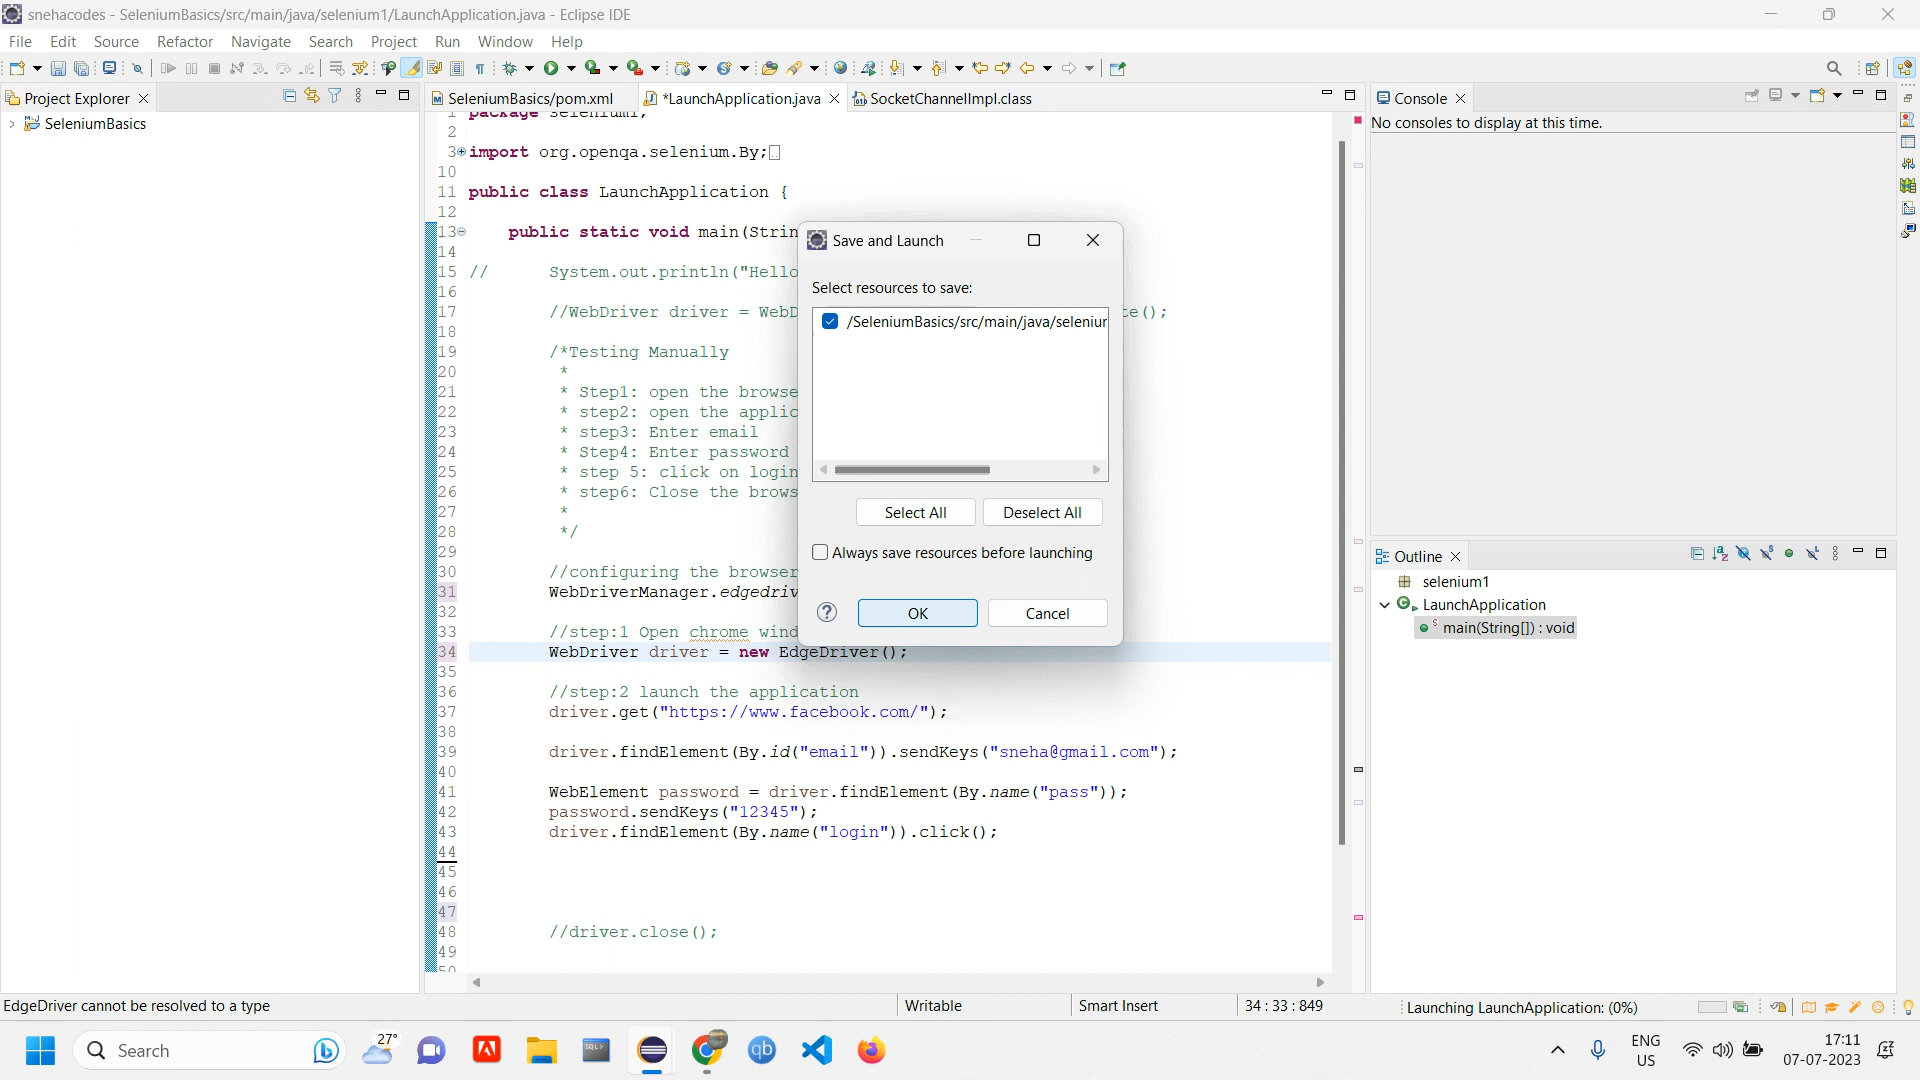 snehacodes - SeleniumBasics/src/main/java/selenium1/LaunchApplication.java - Eclipse IDE
File Edit Source Refactor Navigate Search Project Run Window Help
Project Explorer
SeleniumBasics
SeleniumBasics/pom.xml *LaunchApplication.java SocketChannelImpl.class
1 package selenium1;
2
3 import org.openqa.selenium.By;
10
11 public class LaunchApplication {
12
13 public static void main(Strin
14
15 // System.out.println("Hello
16
17 //WebDriver driver = WebD te();
18
19 /*Testing Manually
20 *
21 * Step1: open the browse
22 * step2: open the applic
23 * step3: Enter email
24 * Step4: Enter password
25 * step 5: click on login
26 * step6: Close the brows
27 *
28 */
29
30 //configuring the browser
31 WebDriverManager.edgedriv
32
33 //step:1 Open chrome wind
34 WebDriver driver = new EdgeDriver();
35
36 //step:2 launch the application
37 driver.get("https://www.facebook.com/");
38
39 driver.findElement(By.id("email")).sendKeys("sneha@gmail.com");
40
41 WebElement password = driver.findElement(By.name("pass"));
42 password.sendKeys("12345");
43 driver.findElement(By.name("login")).click();
44
45
46
47
48 //driver.close();
49
50
Save and Launch
Select resources to save:
/SeleniumBasics/src/main/java/seleniur
Select All Deselect All
Always save resources before launching
OK Cancel
Console
No consoles to display at this time.
Outline
selenium1
LaunchApplication
main(String[]) : void
EdgeDriver cannot be resolved to a type Writable Smart Insert 34 : 33 : 849 Launching LaunchApplication: (0%)
Search
27°
SQL>
qb
ENG
US
17:11
07-07-2023